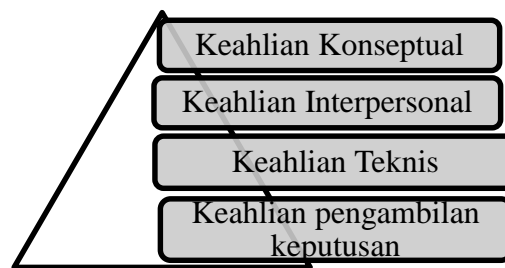 Keahlian Konseptual
Keahlian Interpersonal
Keahlian Teknis
Keahlian pengambilan
keputusan